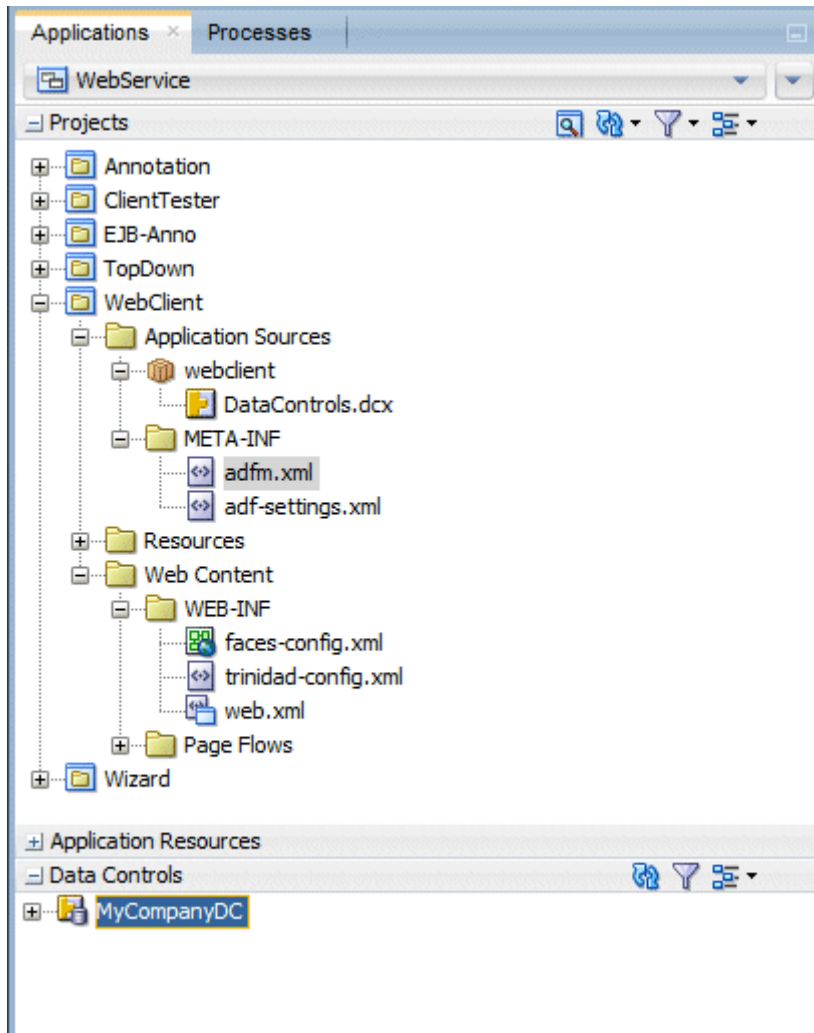 Applications Processes
WebService
Projects
Annotation
ClientTester
EJB-Anno
TopDown
WebClient
Application Sources
webclient
DataControls.dcx
META-INF
adfm.xml
adf-settings.xml
Resources
Web Content
WEB-INF
faces-config.xml
trinidad-config.xml
web.xml
Page Flows
Wizard
Application Resources
Data Controls
MyCompanyDC